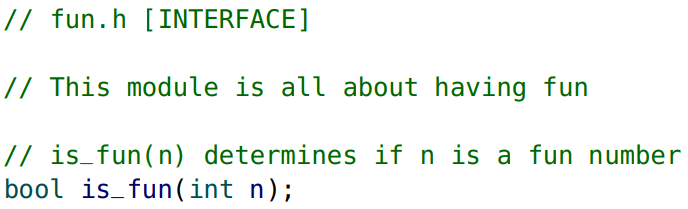 // fun.h [INTERFACE]
// This module is all about having fun
// is_fun(n) determines if n is a fun number
bool is_fun(int n);